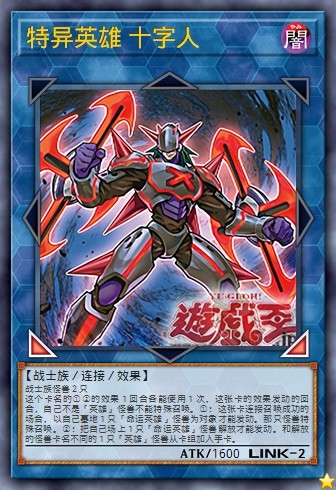 特异英雄 十字人
闇
YU-GI-OH!
遊戯王
【战士族／连接／效果】
战士族怪兽2只
这个卡名的①②的效果1回合各能使用1次，这张卡的效果发动的回
合，自己不是「英雄」怪兽不能特殊召唤。①：这张卡连接召唤成功的
场合，以自己墓地1只「命运英雄」怪兽为对象才能发动。那只怪兽特
殊召唤。②：把自己场上1只「命运英雄」怪兽解放才能发动。和解放
的怪兽卡名不同的1只「英雄」怪兽从卡组加入手卡。
ATK/1600 LINK-2